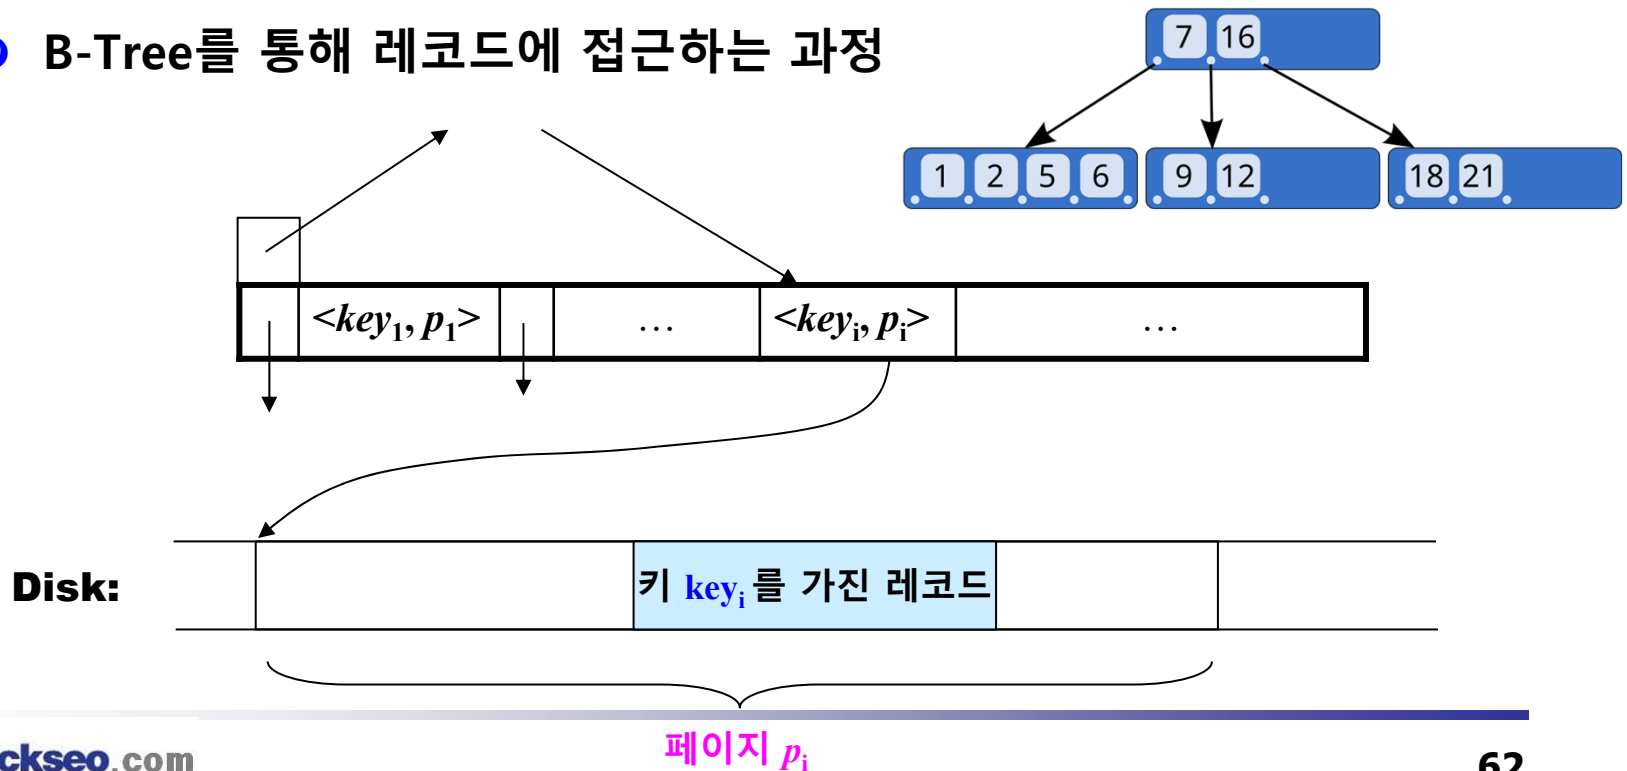 B-Tree를 통해 레코드에 접근하는 과정
7 16
1 2 5 6 9 12 18 21
<key1, p1> … <keyi, pi> …
Disk: 키 keyi 를 가진 레코드
페이지 pi
ckseo.com
62